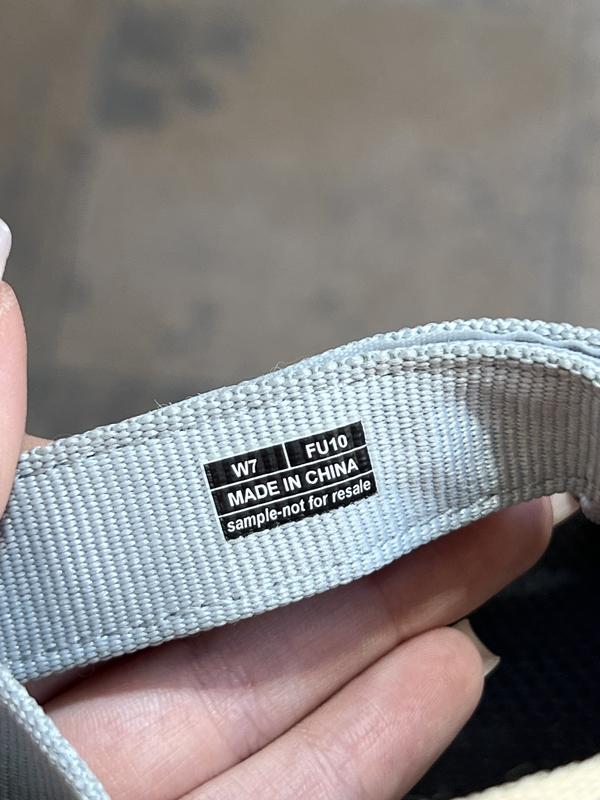 W7 FU10
MADE IN CHINA
sample-not for resale